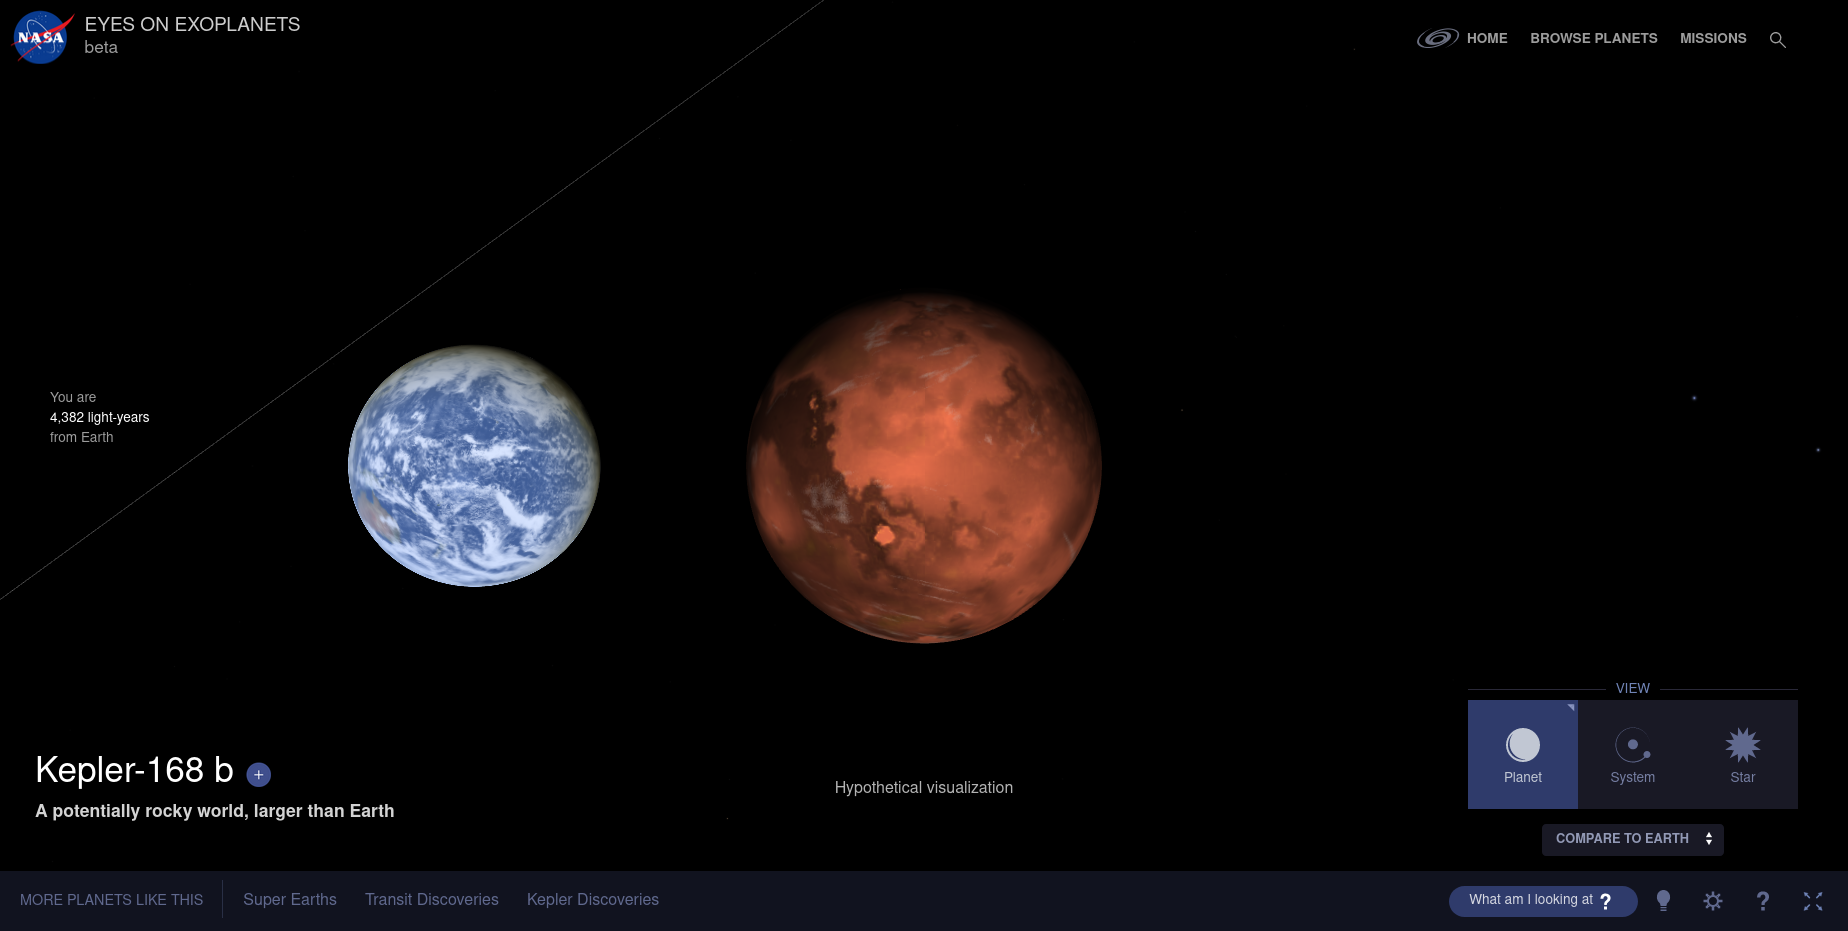 NASA
EYES ON EXOPLANETS
beta
HOME
BROWSE PLANETS
MISSIONS
You are
4,382 light-years
from Earth
Kepler-168 b +
A potentially rocky world, larger than Earth
Hypothetical visualization
VIEW
Planet
System
Star
COMPARE TO EARTH
MORE PLANETS LIKE THIS
Super Earths
Transit Discoveries
Kepler Discoveries
What am I looking at ?
?